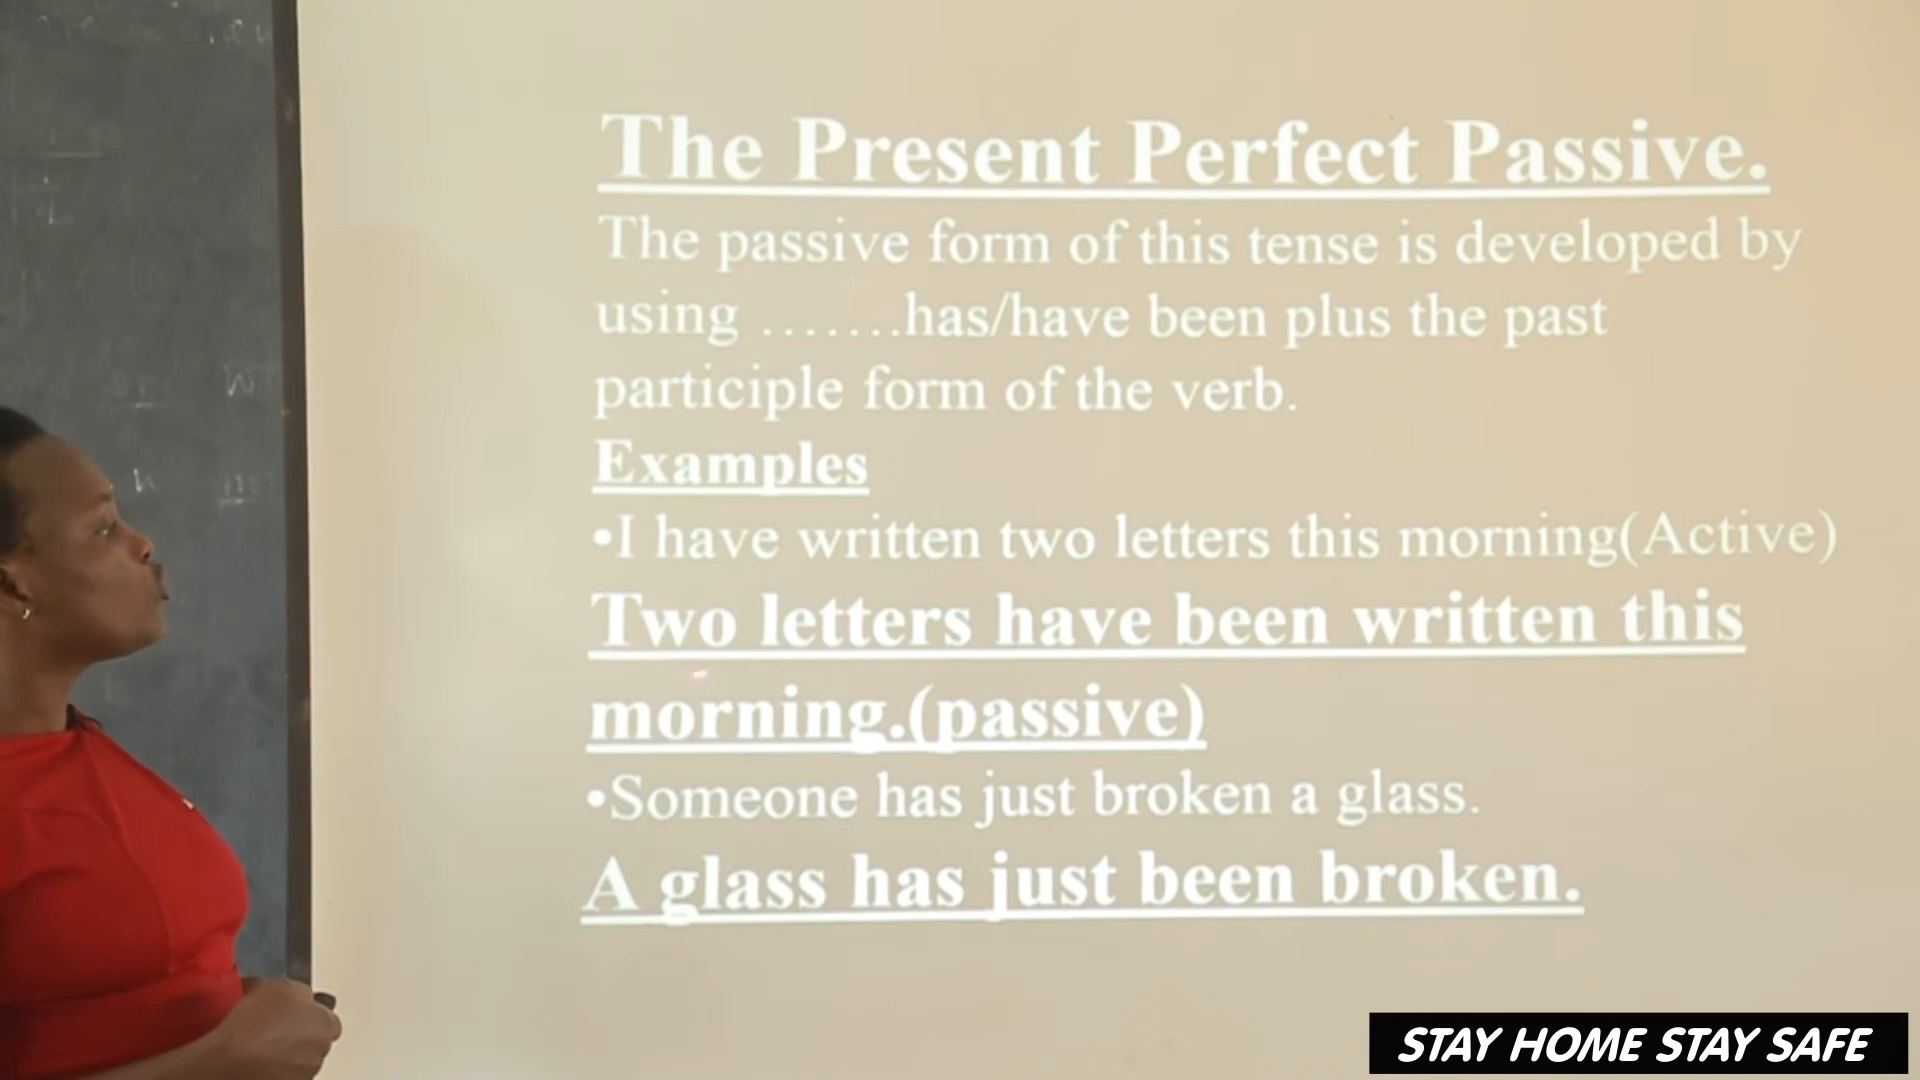 The Present Perfect Passive.
The passive form of this tense is developed by
using .......has/have been plus the past
participle form of the verb.
Examples
•I have written two letters this morning(Active)
Two letters have been written this
morning.(passive)
•Someone has just broken a glass.
A glass has just been broken.
STAY HOME STAY SAFE